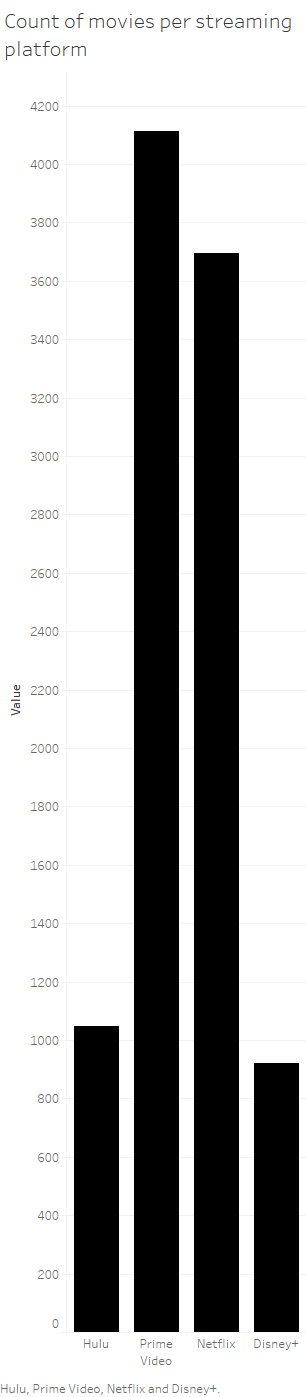 Count of movies per streaming
platform
4200
4000
3800
3600
3400
3200
3000
2800
2600
2400
2200
2000
1800
1600
1400
1200
1000
800
600
400
200
0
Value
Hulu
Prime
Video
Netflix
Disney+
Hulu, Prime Video, Netflix and Disney+.